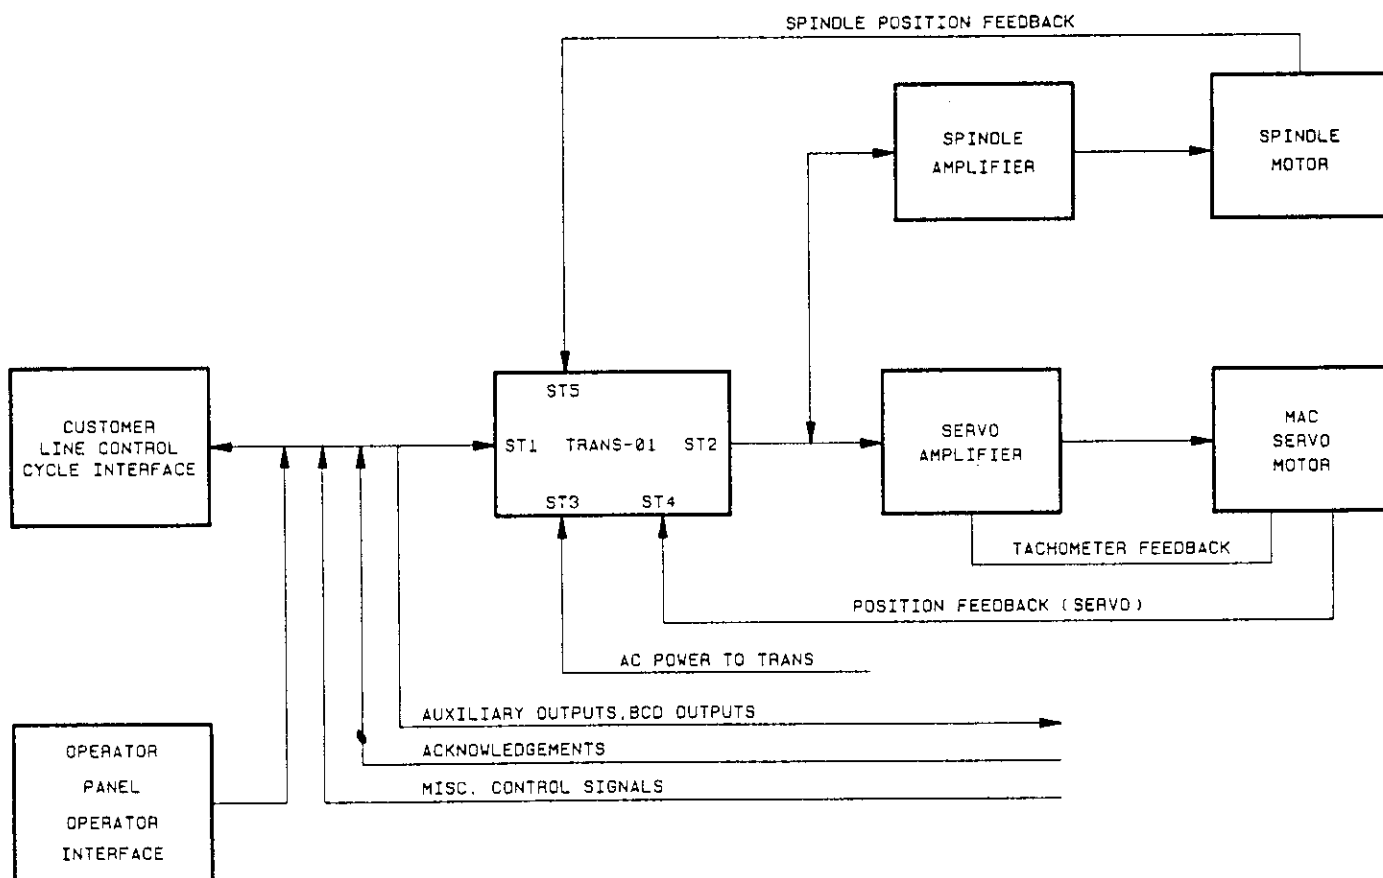 SPINDLE POSITION FEEDBACK
SPINDLE
AMPLIFIER
SPINDLE
MOTOR
CUSTOMER
LINE CONTROL
CYCLE INTERFACE
ST5
ST1 TRANS-01 ST2
ST3 ST4
SERVO
AMPLIFIER
MAC
SERVO
MOTOR
TACHOMETER FEEDBACK
POSITION FEEDBACK (SERVO)
AC POWER TO TRANS
AUXILIARY OUTPUTS,BCD OUTPUTS
ACKNOWLEDGEMENTS
MISC. CONTROL SIGNALS
OPERATOR
PANEL
OPERATOR
INTERFACE